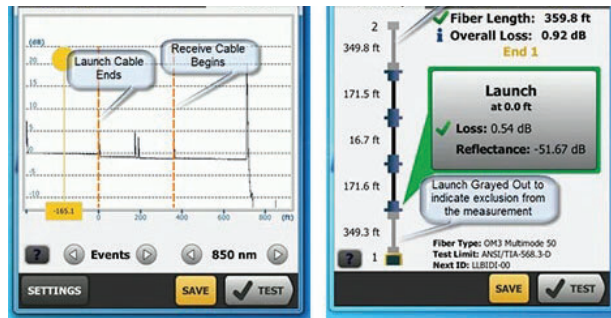 (dB)
20
15
10
5
-5
-10
Launch Cable
Ends
Receive Cable
Begins
-165.1
0
200
400
600
800
(ft)
?
Events
850 nm
SETTINGS
SAVE
TEST
Fiber Length: 359.8 ft
Overall Loss: 0.92 dB
End 1
2
349.8 ft
171.5 ft
16.7 ft
171.6 ft
349.3 ft
1
Launch
at 0.0 ft
Loss: 0.54 dB
Reflectance: -51.67 dB
Launch Grayed Out to
indicate exclusion from
the measurement
Fiber Type: OM3 Multimode 50
Test Limit: ANSI/TIA-568.3-D
Next ID: LLBIDI-00
?
SAVE
TEST